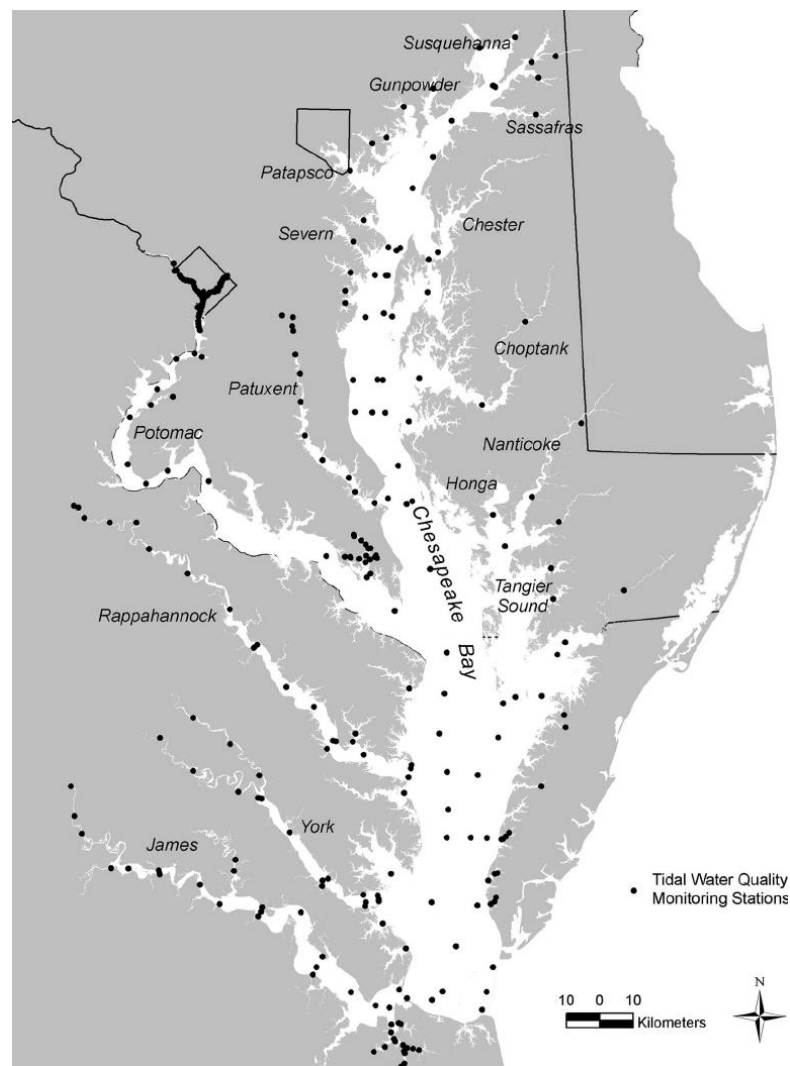 Susquehanna
Gunpowder
Sassafras
Patapsco
Severn
Chester
Choptank
Patuxent
Nanticoke
Potomac
Honga
Chesapeake Bay
Tangier
Sound
Rappahannock
York
James
Tidal Water Quality
Monitoring Stations
N
10 0 10
Kilometers